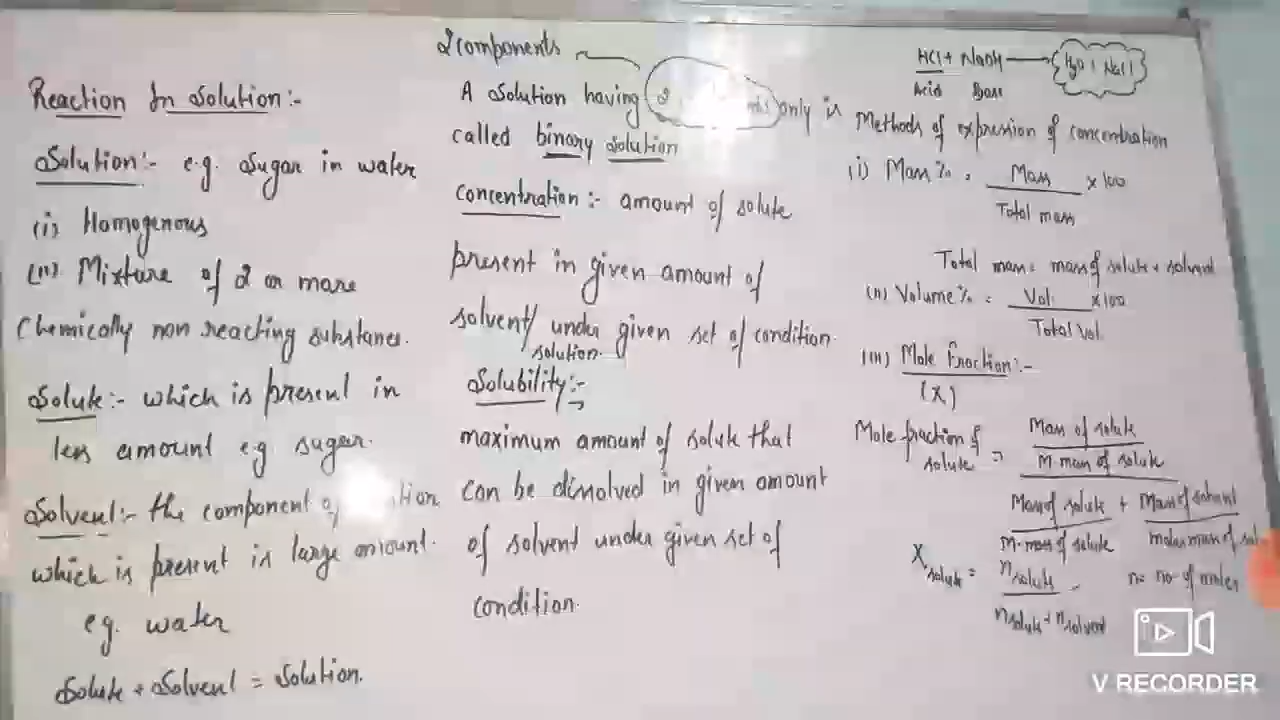 Reaction In Solution:-
Solution:- e.g. Sugar in water
(i) Homogenous
(ii) Mixture of 2 or more
Chemically non reacting substances.
Solute:- which is present in
less amount eg sugar.
Solvent:- the component of
which is present in large amount.
eg. water
Solute + Solvent = Solution.
2 components
A solution having 2 only is
called binary solution
Concentration:- amount of solute
present in given amount of
solvent/ under given set of condition.
solution.
Solubility:-
maximum amount of solute that
can be dissolved in given amount
of solvent under given set of
condition.
HCl + NaOH → H2O + NaCl
Acid Base
Methods of expression of concentration
(i) Mass % = Mass x 100
Total mass
Total mass = mass of solute + solvent
(ii) Volume % = Vol. x 100
Total Vol.
(iii) Mole Fraction:-
(X)
Mole fraction of solute = Mass of solute
M. mass of solute
Mass of solute + Mass of solvent
M. mass of solute molar mass of
X solute = n solute n = no of moles
n solute + n solvent
V RECORDER